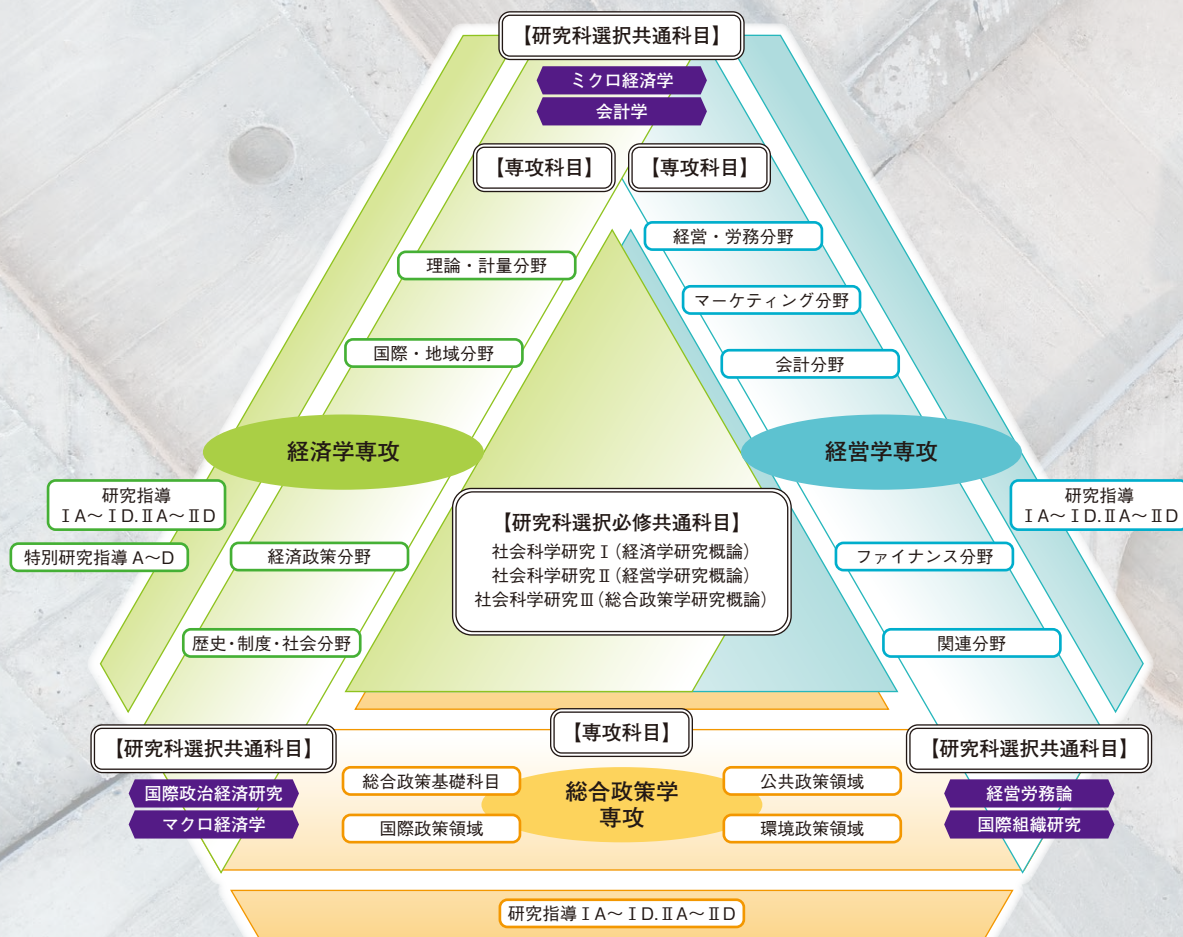 【研究科選択共通科目】
ミクロ経済学
会計学
【専攻科目】
【専攻科目】
経営・労務分野
理論・計量分野
マーケティング分野
国際・地域分野
会計分野
経済学専攻
経営学専攻
研究指導
ⅠA～ⅠD.ⅡA～ⅡD
特別研究指導 A～D
研究指導
ⅠA～ⅠD.ⅡA～ⅡD
【研究科選択必修共通科目】
社会科学研究Ⅰ（経済学研究概論）
社会科学研究Ⅱ（経営学研究概論）
社会科学研究Ⅲ（総合政策学研究概論）
経済政策分野
ファイナンス分野
歴史・制度・社会分野
関連分野
【研究科選択共通科目】
国際政治経済研究
マクロ経済学
【専攻科目】
総合政策基礎科目
国際政策領域
総合政策学
専攻
公共政策領域
環境政策領域
【研究科選択共通科目】
経営労務論
国際組織研究
研究指導ⅠA～ⅠD.ⅡA～ⅡD